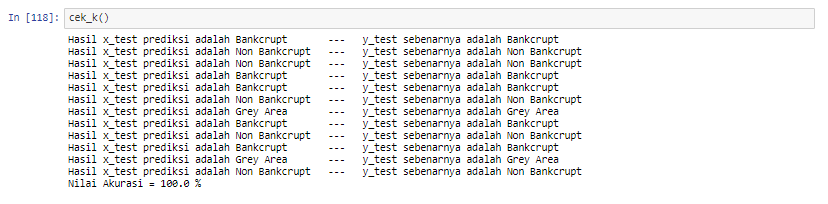 In [118]: cek_k()
Hasil x_test prediksi adalah Bankcrupt --- y_test sebenarnya adalah Bankcrupt
Hasil x_test prediksi adalah Non Bankcrupt --- y_test sebenarnya adalah Non Bankcrupt
Hasil x_test prediksi adalah Non Bankcrupt --- y_test sebenarnya adalah Non Bankcrupt
Hasil x_test prediksi adalah Bankcrupt --- y_test sebenarnya adalah Bankcrupt
Hasil x_test prediksi adalah Bankcrupt --- y_test sebenarnya adalah Bankcrupt
Hasil x_test prediksi adalah Non Bankcrupt --- y_test sebenarnya adalah Non Bankcrupt
Hasil x_test prediksi adalah Grey Area --- y_test sebenarnya adalah Grey Area
Hasil x_test prediksi adalah Bankcrupt --- y_test sebenarnya adalah Bankcrupt
Hasil x_test prediksi adalah Non Bankcrupt --- y_test sebenarnya adalah Non Bankcrupt
Hasil x_test prediksi adalah Bankcrupt --- y_test sebenarnya adalah Bankcrupt
Hasil x_test prediksi adalah Grey Area --- y_test sebenarnya adalah Grey Area
Hasil x_test prediksi adalah Non Bankcrupt --- y_test sebenarnya adalah Non Bankcrupt
Nilai Akurasi = 100.0 %